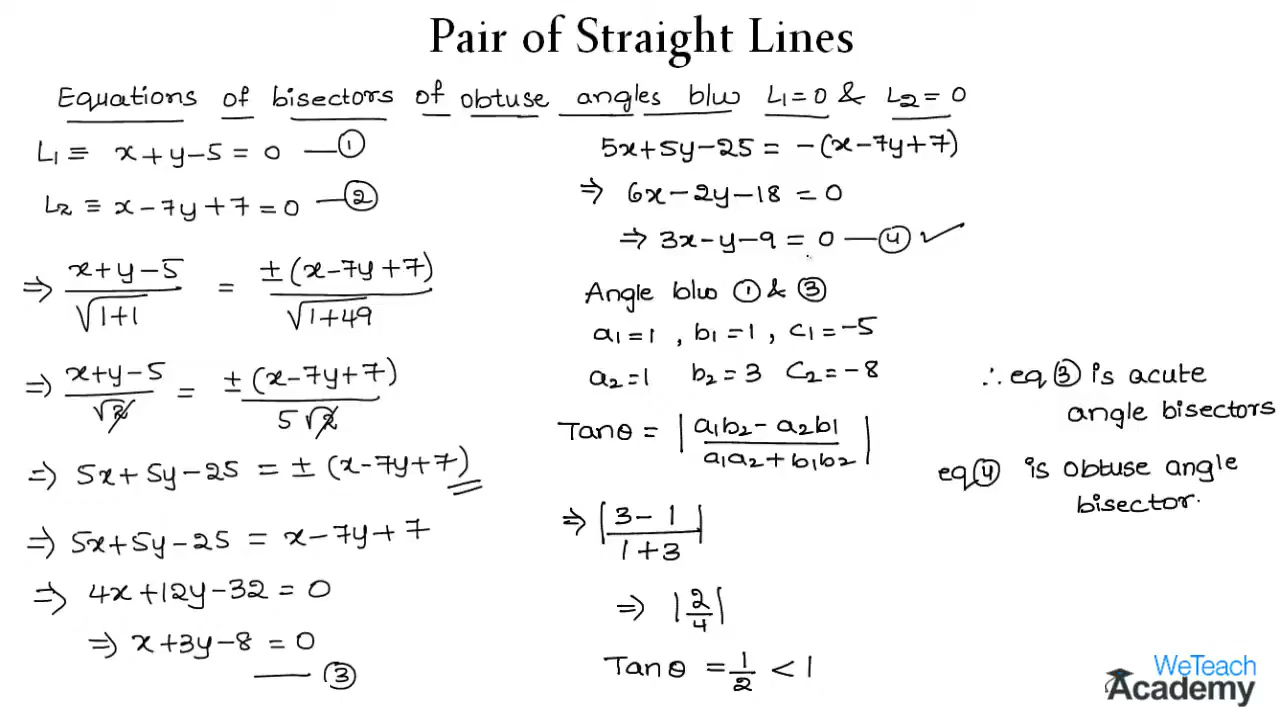 Pair of Straight Lines
Equations of bisectors of obtuse angles b/w L₁=0 & L₂=0
L₁ ≡ x+y-5 = 0 —①
L₂ ≡ x-7y+7=0 —②
⇒ (x+y-5)/√(1+1) = ±(x-7y+7)/√(1+49)
⇒ (x+y-5)/√2 = ±(x-7y+7)/5√2
⇒ 5x+5y-25 = ±(x-7y+7)
⇒ 5x+5y-25 = x-7y+7
⇒ 4x+12y-32=0
⇒ x+3y-8=0
—③
5x+5y-25 = -(x-7y+7)
⇒ 6x-2y-18=0
⇒ 3x-y-9=0 —④ ✓
Angle b/w ① & ③
a₁=1, b₁=1, c₁=-5
a₂=1 b₂=3 C₂=-8
Tanθ = |(a₁b₂-a₂b₁)/(a₁a₂+b₁b₂)|
⇒ |(3-1)/(1+3)|
⇒ |2/4|
Tanθ = 1/2 < 1
∴ eq ③ is acute
angle bisectors
eq ④ is obtuse angle
bisector.
WeTeach
Academy